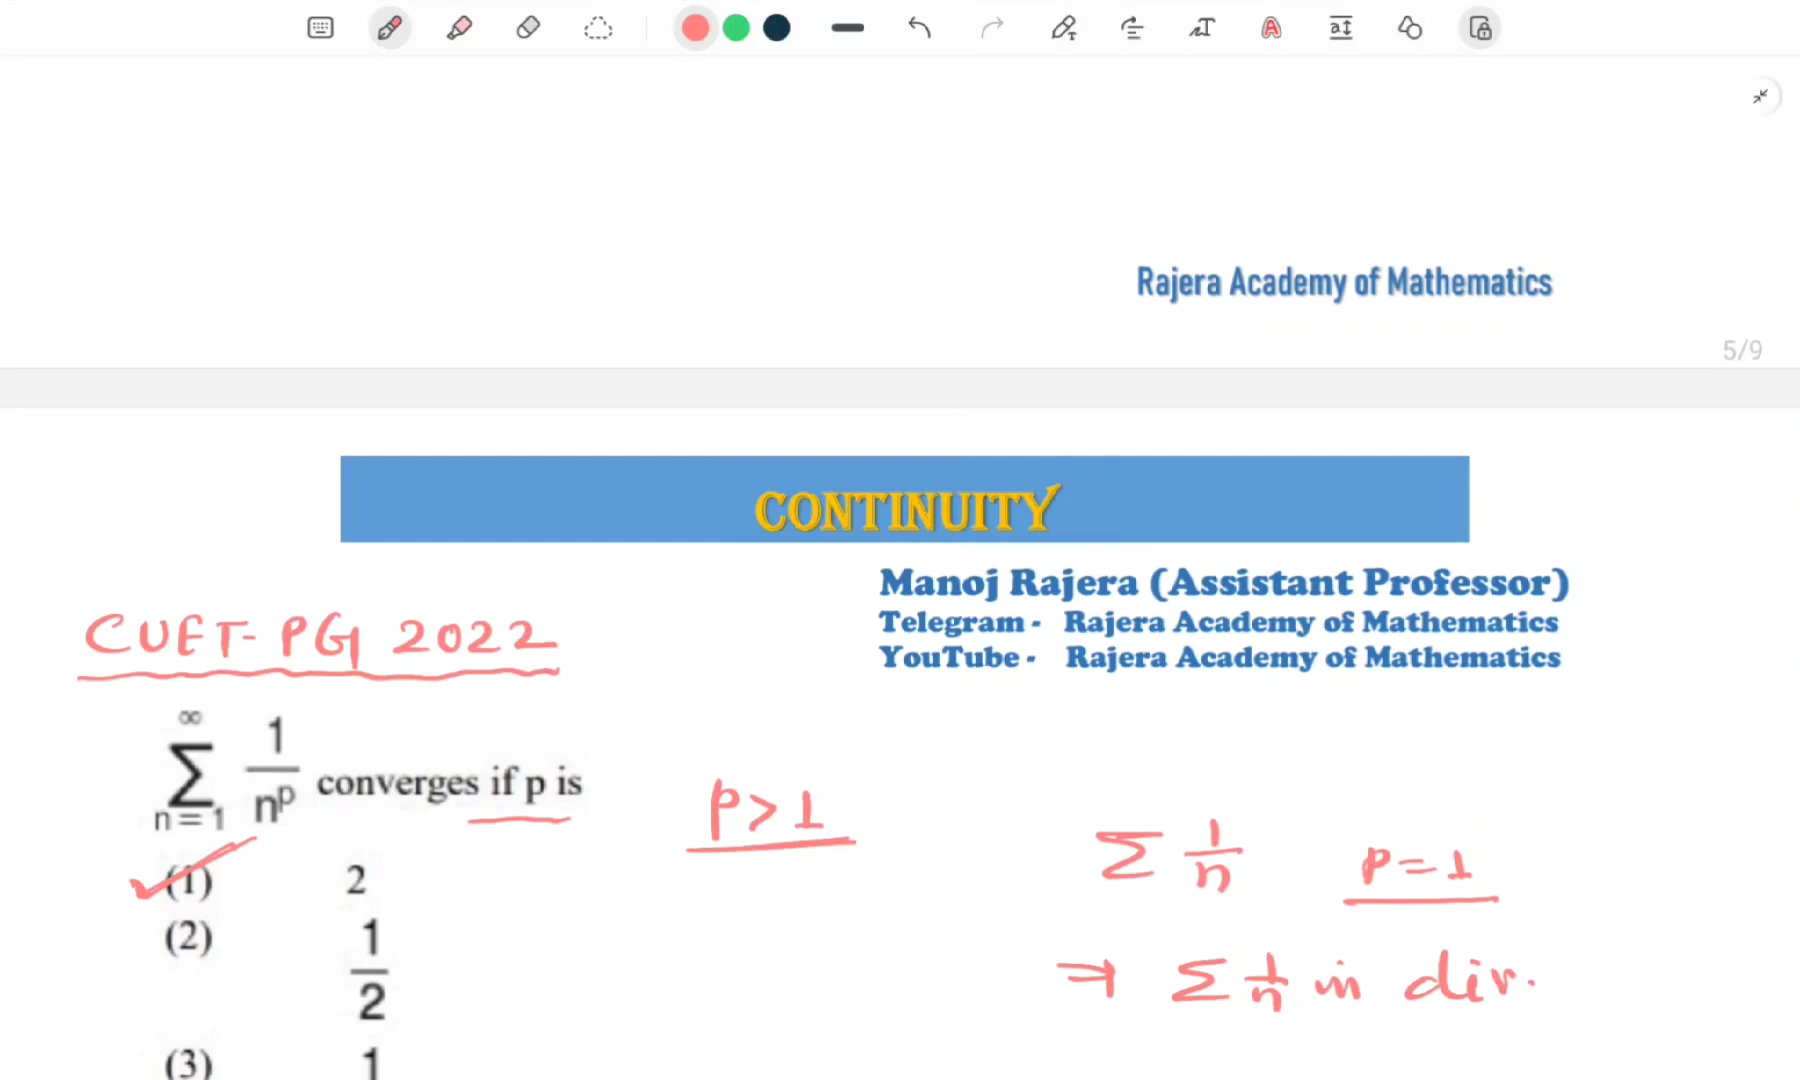 Rajera Academy of Mathematics
5/9
CONTINUITY
Manoj Rajera (Assistant Professor)
Telegram - Rajera Academy of Mathematics
YouTube - Rajera Academy of Mathematics
CUET-PG 2022
∞ Σ n = 1 1/n^p converges if p is
p > 1
(1) 2
(2) 1/2
(3) 1
Σ 1/n p = 1
⇒ Σ 1/n is div.